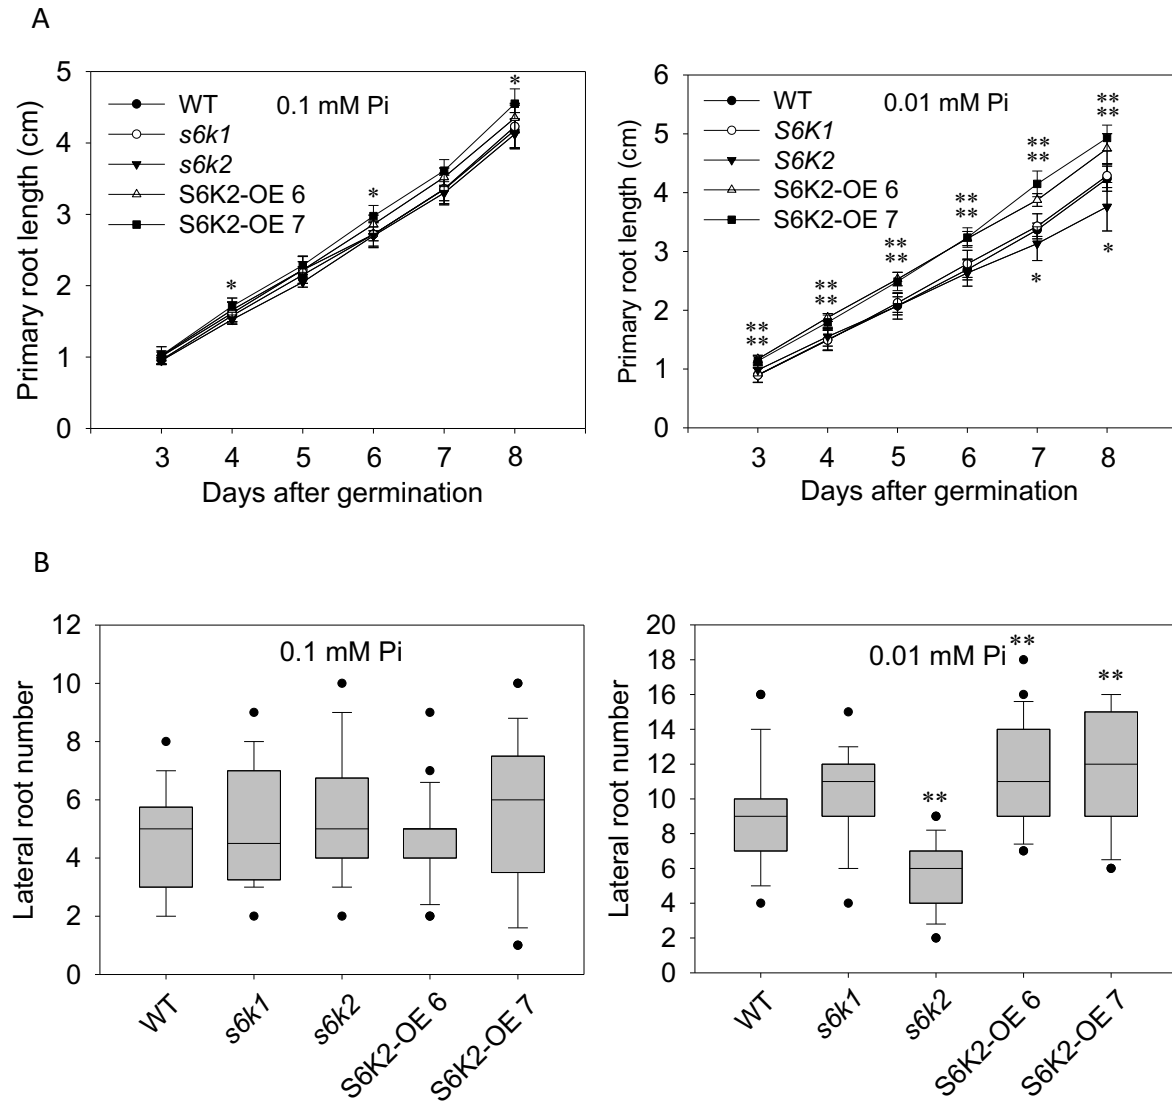 A
5
4
3
2
1
0
Primary root length (cm)
WT
s6k1
s6k2
S6K2-OE 6
S6K2-OE 7
0.1 mM Pi
*
*
*
3 4 5 6 7 8
Days after germination
6
5
4
3
2
1
0
Primary root length (cm)
WT
S6K1
S6K2
S6K2-OE 6
S6K2-OE 7
0.01 mM Pi
**
**
**
**
**
**
**
**
**
**
*
**
**
*
3 4 5 6 7 8
Days after germination
B
12
10
8
6
4
2
0
Lateral root number
0.1 mM Pi
WT
s6k1
s6k2
S6K2-OE 6
S6K2-OE 7
20
18
16
14
12
10
8
6
4
2
0
Lateral root number
0.01 mM Pi
**
**
**
WT
s6k1
s6k2
S6K2-OE 6
S6K2-OE 7